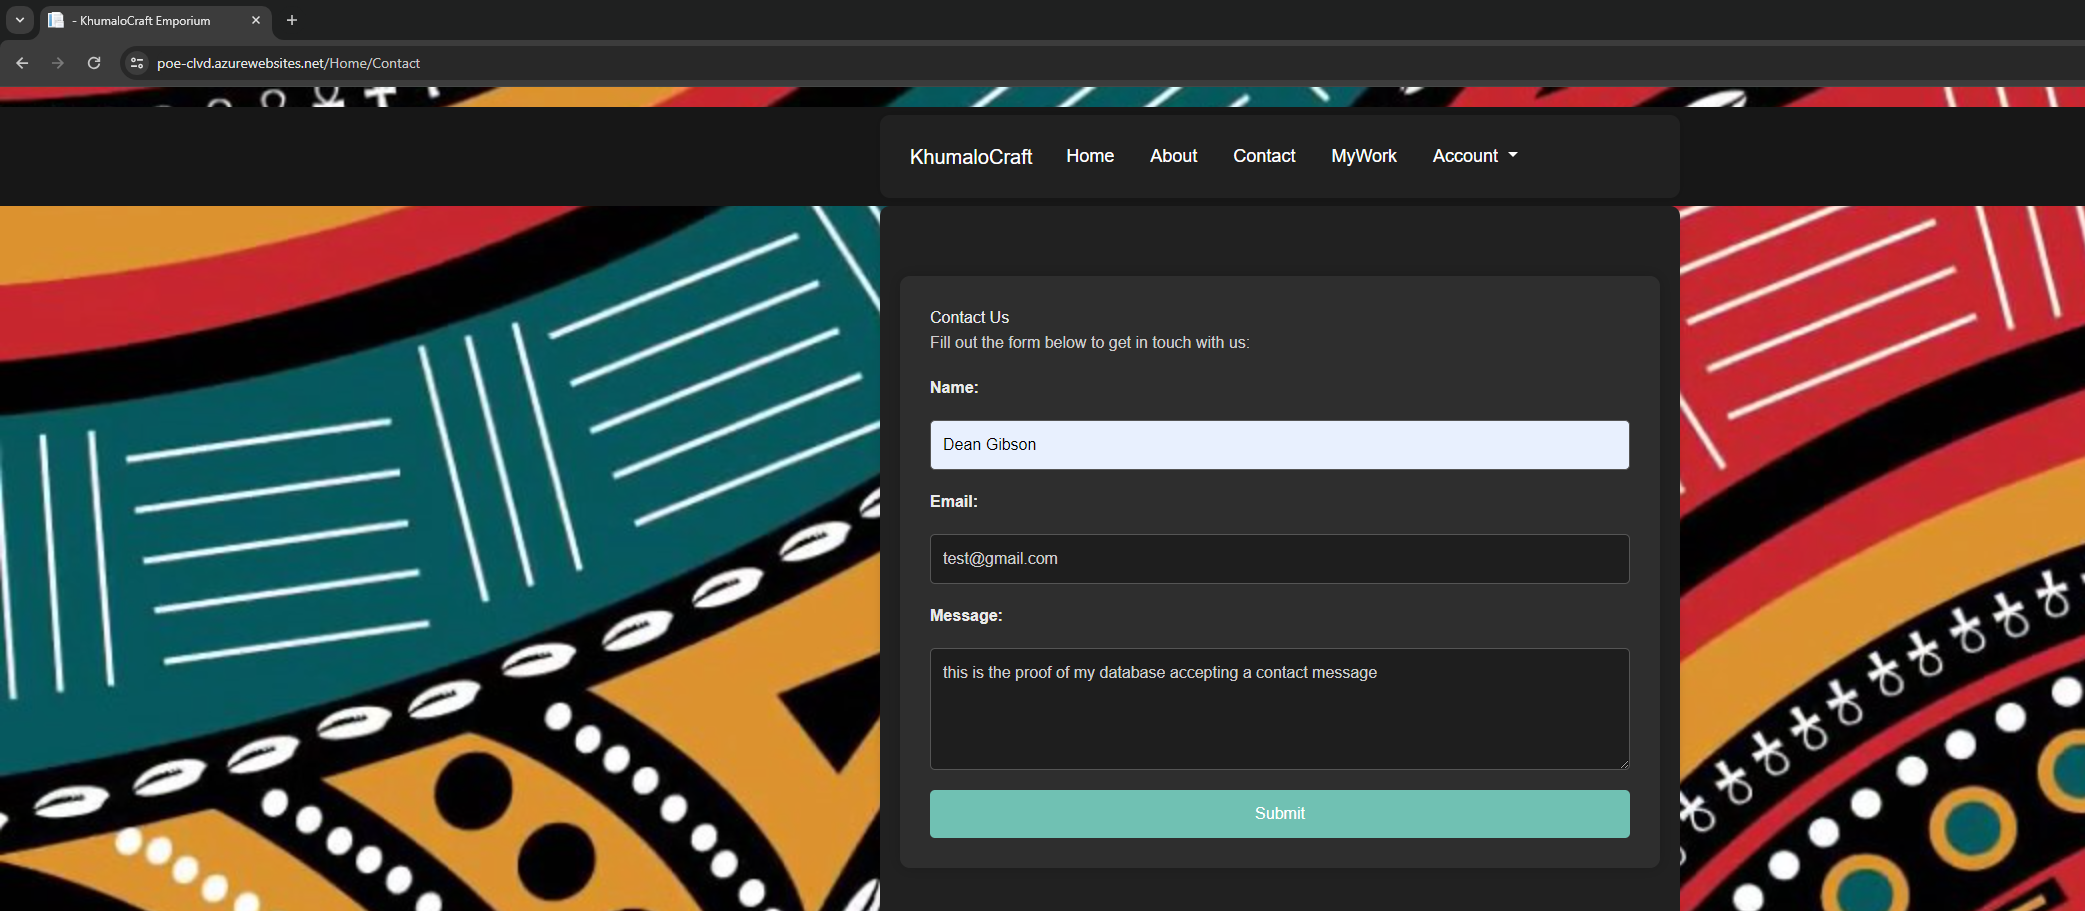 - KhumaloCraft Emporium
poe-clvd.azurewebsites.net/Home/Contact
KhumaloCraft Home About Contact MyWork Account
Contact Us
Fill out the form below to get in touch with us:
Name:
Dean Gibson
Email:
test@gmail.com
Message:
this is the proof of my database accepting a contact message
Submit